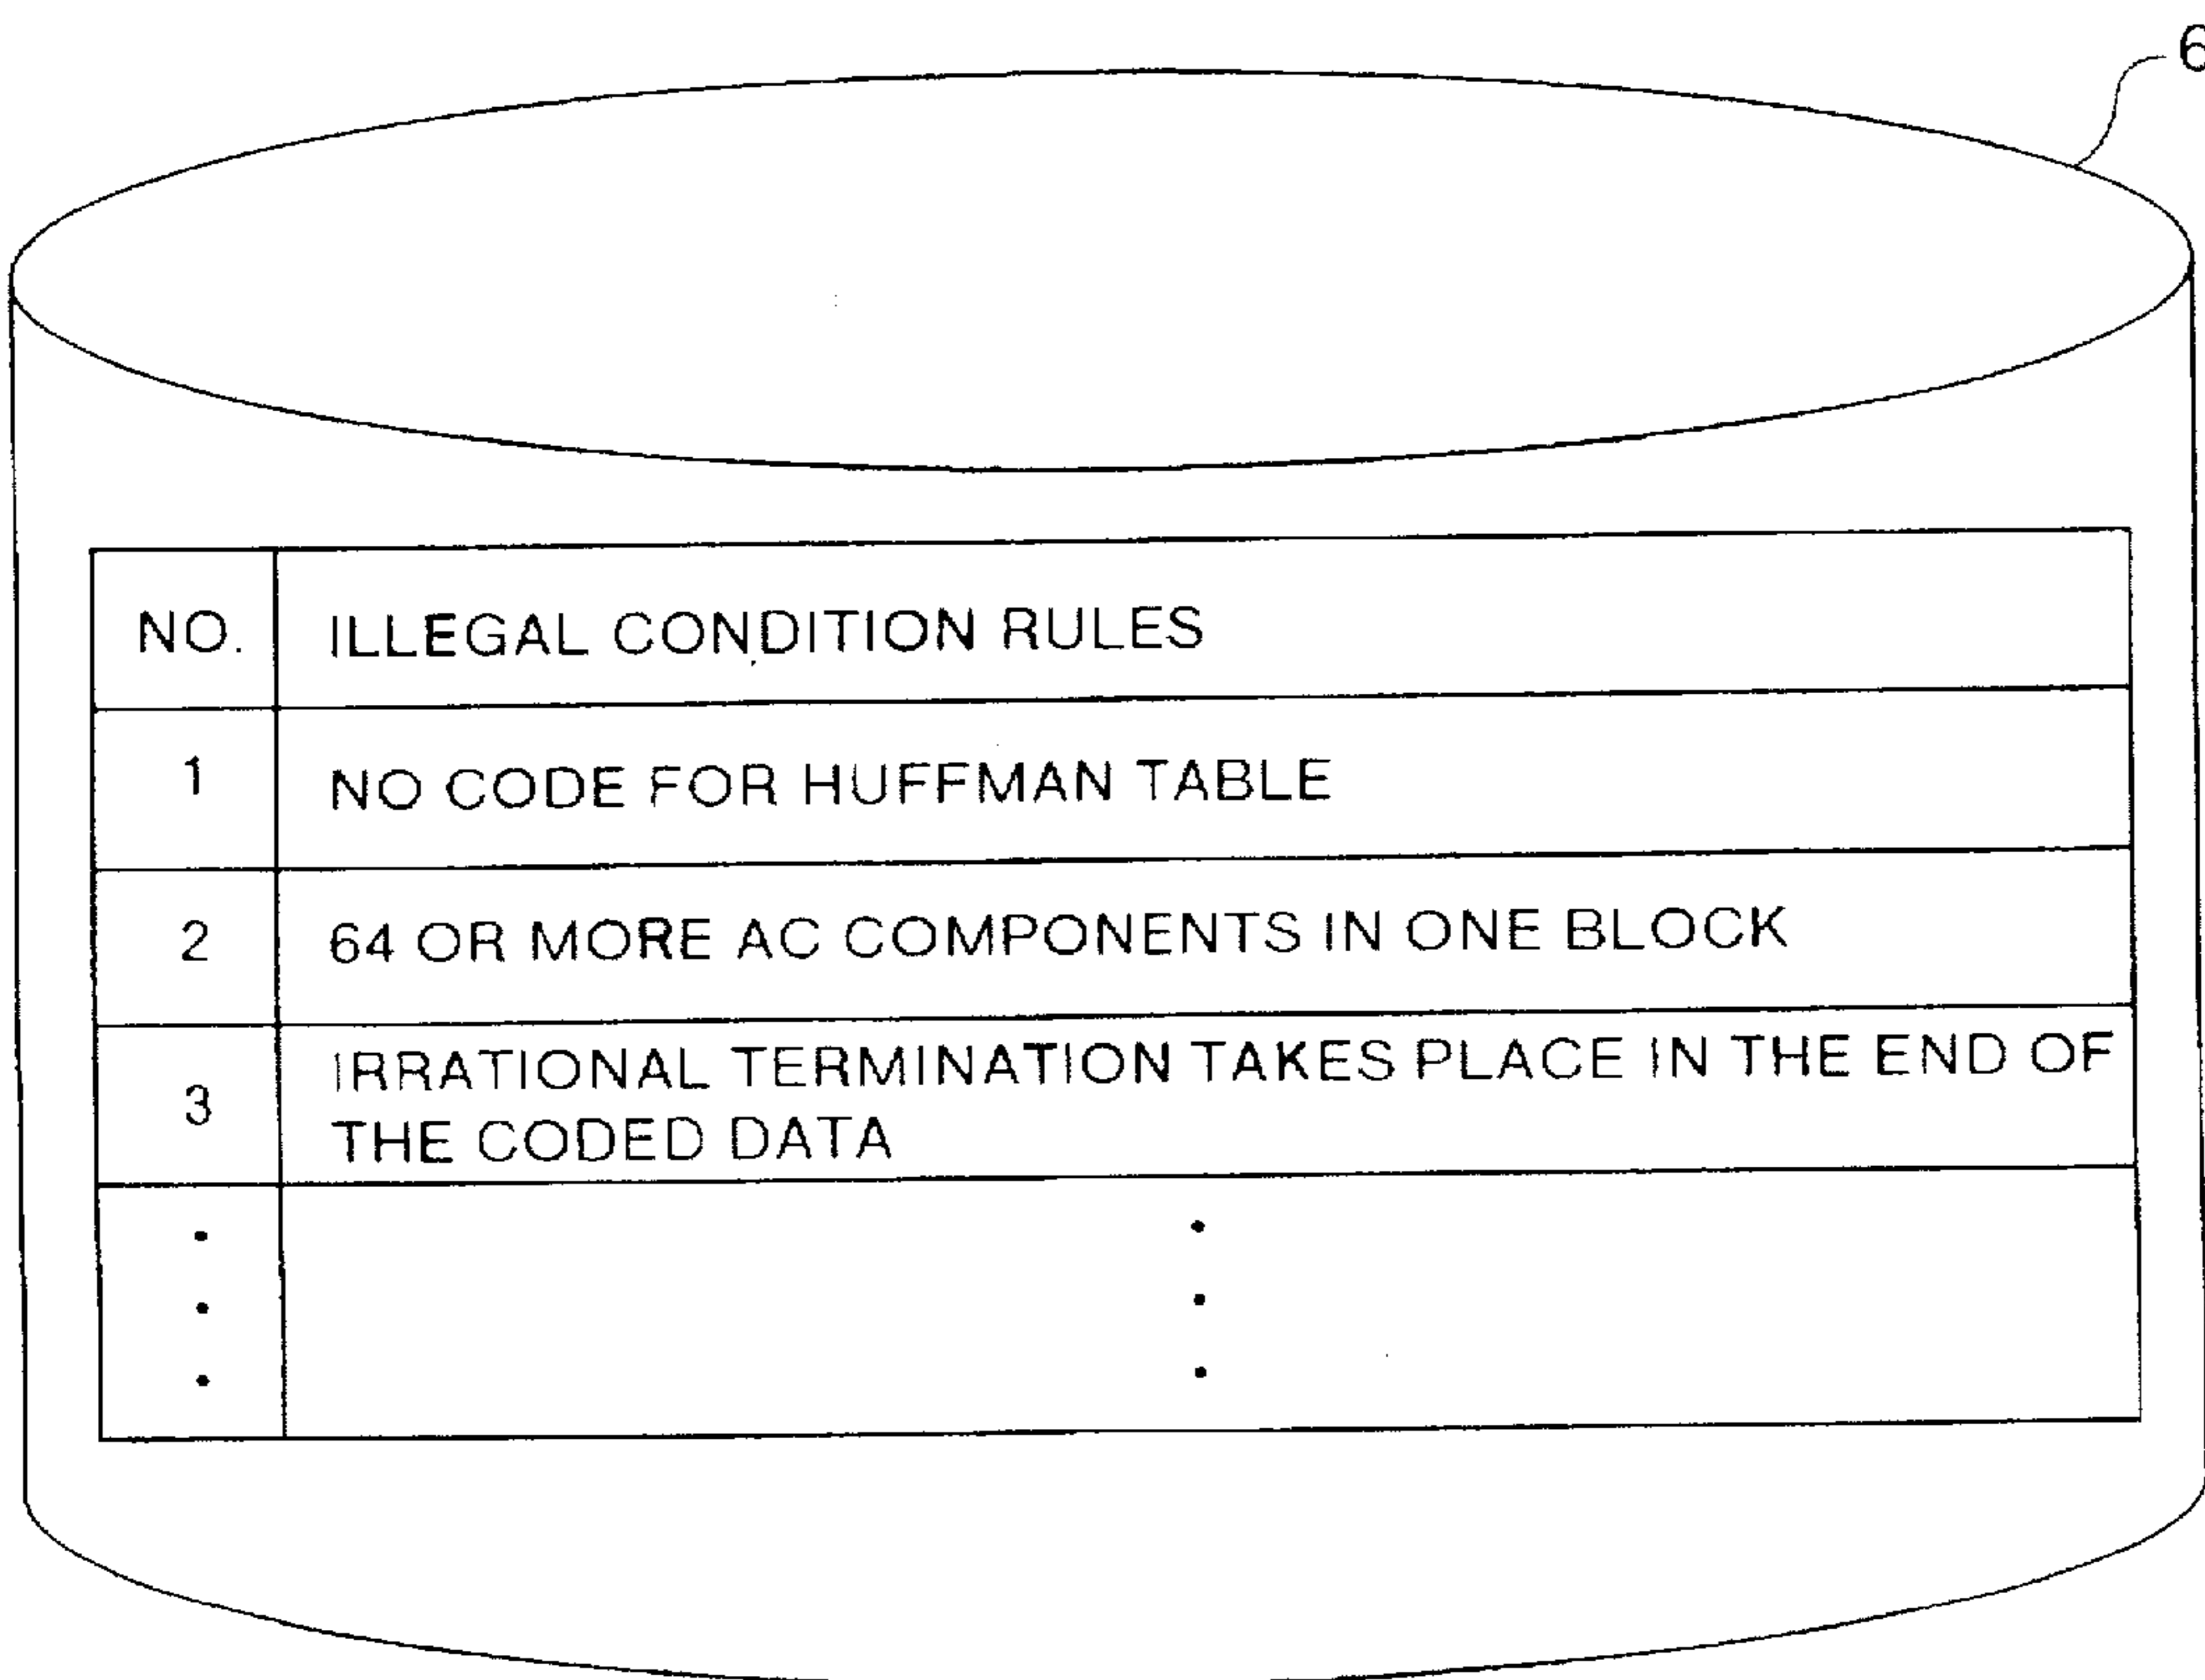 6
NO. ILLEGAL CONDITION RULES
1 NO CODE FOR HUFFMAN TABLE
2 64 OR MORE AC COMPONENTS IN ONE BLOCK
3 IRRATIONAL TERMINATION TAKES PLACE IN THE END OF
THE CODED DATA